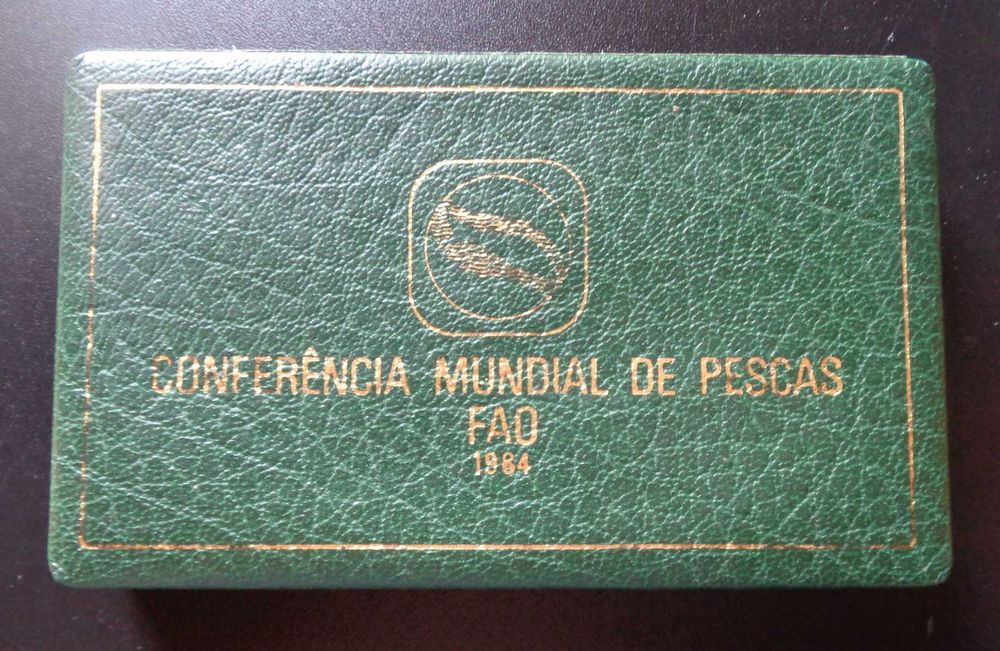 CONFERÊNCIA MUNDIAL DE PESCAS
FAO
1984